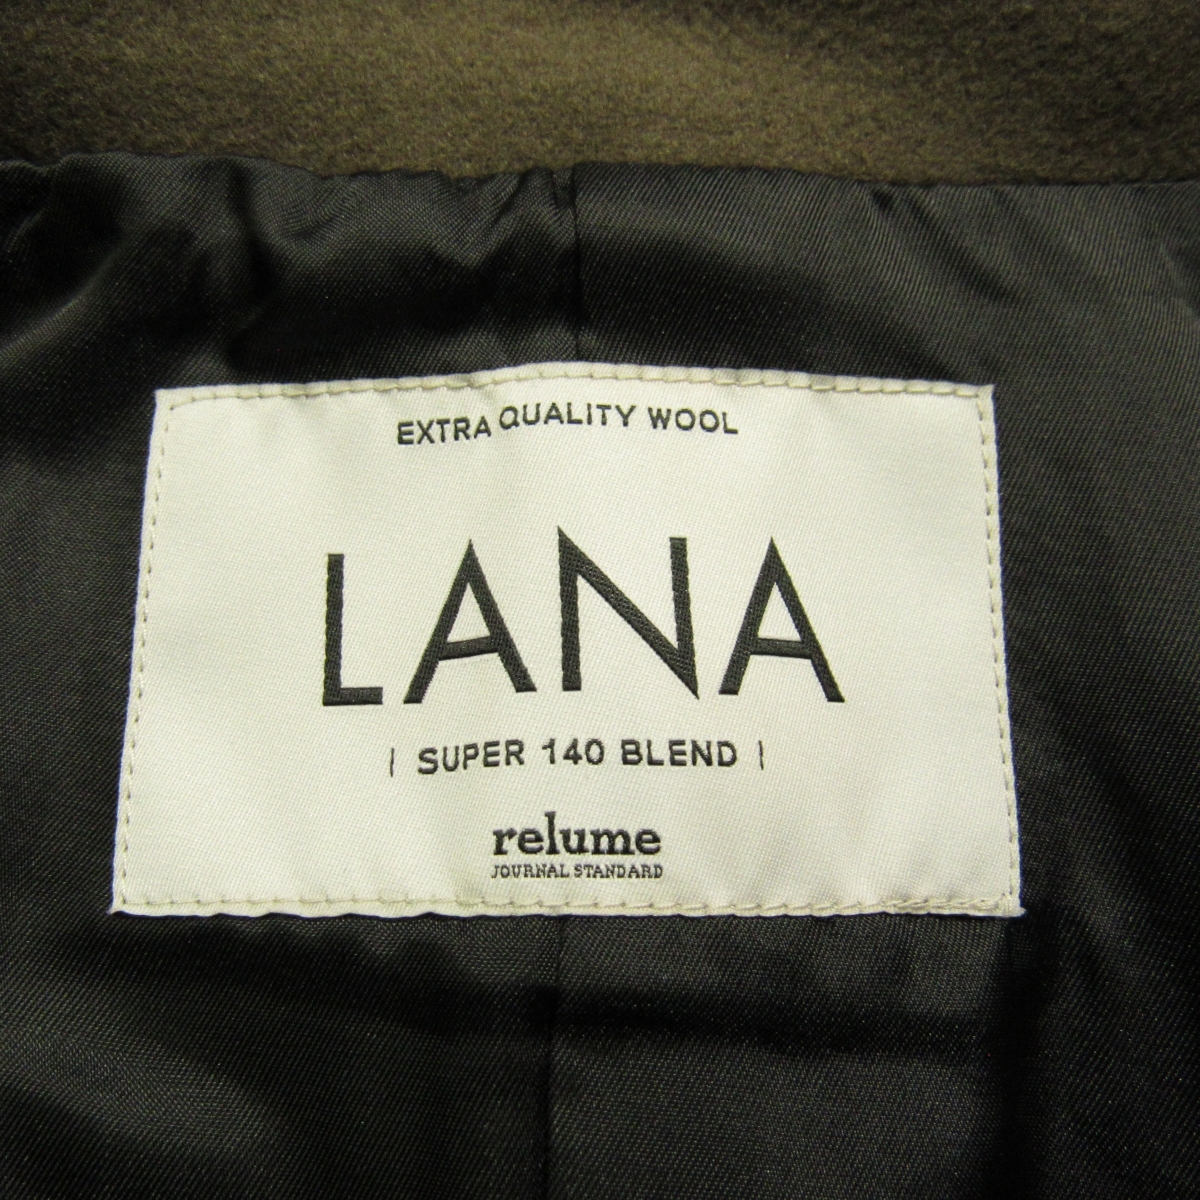 EXTRA QUALITY WOOL
LANA
| SUPER 140 BLEND |
relume
JOURNAL STANDARD